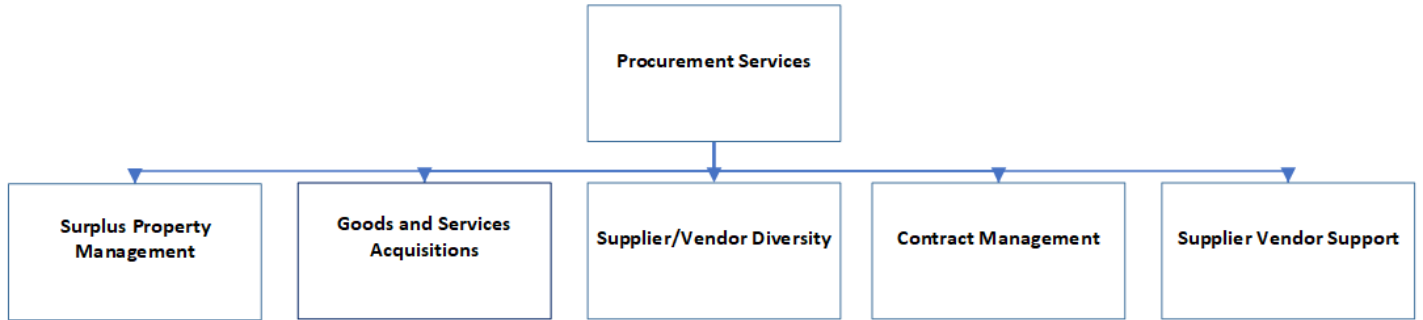 Procurement Services
Surplus Property
Management
Goods and Services
Acquisitions
Supplier/Vendor Diversity
Contract Management
Supplier Vendor Support